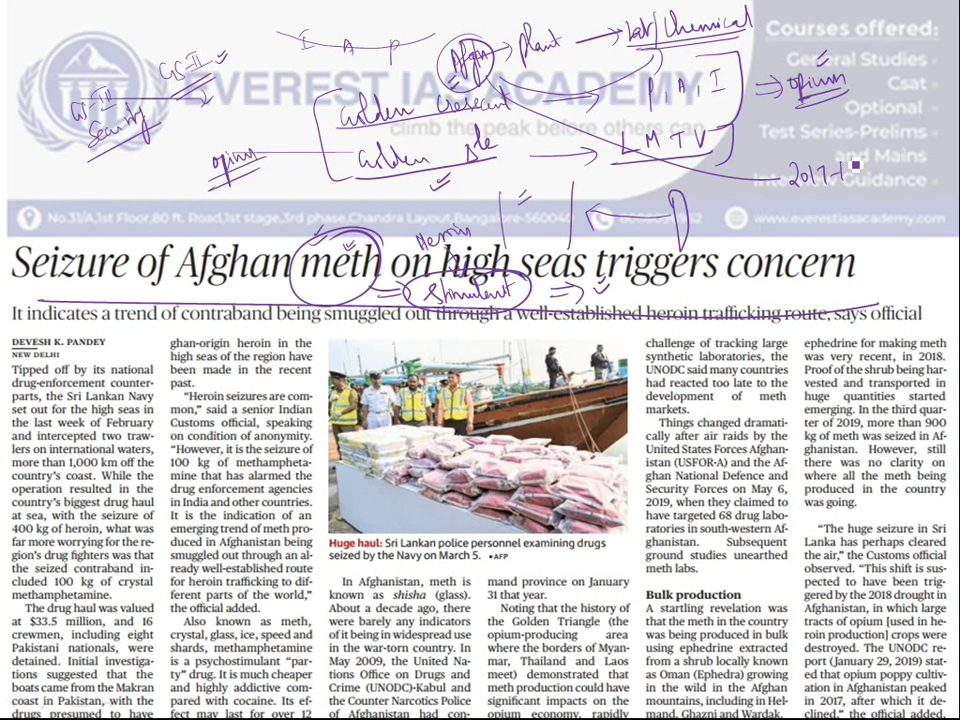 I A P
Afghan → plant → Lab/Chemical
GS-II
GS-III
Security
Golden Crescent → P, A, I ⇒ opium
opium
Golden → L M T V
2017-1
Heroin
Stimulent ⇒
EVEREST IAS ACADEMY
climb the peak before others can
Courses offered:
General Studies
Csat
Optional
Test Series-Prelims
and Mains
Guidance
No.31/A,1st Floor,80 ft. Road,1st stage,3rd phase,Chandra Layout,Bangalore-560040
www.everestiasacademy.com
Seizure of Afghan meth on high seas triggers concern
It indicates a trend of contraband being smuggled out through a well-established heroin trafficking route, says official
DEVESH K. PANDEY
NEW DELHI
Tipped off by its national
drug-enforcement counter-
parts, the Sri Lankan Navy
set out for the high seas in
the last week of February
and intercepted two traw-
lers on international waters,
more than 1,000 km off the
country's coast. While the
operation resulted in the
country's biggest drug haul
at sea, with the seizure of
400 kg of heroin, what was
far more worrying for the re-
gion's drug fighters was that
the seized contraband in-
cluded 100 kg of crystal
methamphetamine.
The drug haul was valued
at $33.5 million, and 16
crewmen, including eight
Pakistani nationals, were
detained. Initial investiga-
tions suggested that the
boats came from the Makran
coast in Pakistan, with the
drugs presumed to have
ghan-origin heroin in the
high seas of the region have
been made in the recent
past.
"Heroin seizures are com-
mon," said a senior Indian
Customs official, speaking
on condition of anonymity.
"However, it is the seizure of
100 kg of methampheta-
mine that has alarmed the
drug enforcement agencies
in India and other countries.
It is the indication of an
emerging trend of meth pro-
duced in Afghanistan being
smuggled out through an al-
ready well-established route
for heroin trafficking to dif-
ferent parts of the world,"
the official added.
Also known as meth,
crystal, glass, ice, speed and
shards, methamphetamine
is a psychostimulant "par-
ty" drug. It is much cheaper
and highly addictive com-
pared with cocaine. Its ef-
fect may last for over 12
Huge haul: Sri Lankan police personnel examining drugs
seized by the Navy on March 5. • AFP
In Afghanistan, meth is
known as shisha (glass).
About a decade ago, there
were barely any indicators
of it being in widespread use
in the war-torn country. In
May 2009, the United Na-
tions Office on Drugs and
Crime (UNODC)-Kabul and
the Counter Narcotics Police
of Afghanistan had con-
mand province on January
31 that year.
Noting that the history of
the Golden Triangle (the
opium-producing area
where the borders of Myan-
mar, Thailand and Laos
meet) demonstrated that
meth production could have
significant impacts on the
opium economy, rapidly
challenge of tracking large
synthetic laboratories, the
UNODC said many countries
had reacted too late to the
development of meth
markets.
Things changed dramati-
cally after air raids by the
United States Forces Afghan-
istan (USFOR-A) and the Af-
ghan National Defence and
Security Forces on May 6,
2019, when they claimed to
have targeted 68 drug labo-
ratories in south-western Af-
ghanistan. Subsequent
ground studies unearthed
meth labs.
Bulk production
A startling revelation was
that the meth in the country
was being produced in bulk
using ephedrine extracted
from a shrub locally known
as Oman (Ephedra) growing
in the wild in the Afghan
mountains, including in Hel-
mand, Ghazni and Wardak.
ephedrine for making meth
was very recent, in 2018.
Proof of the shrub being har-
vested and transported in
huge quantities started
emerging. In the third quar-
ter of 2019, more than 900
kg of meth was seized in Af-
ghanistan. However, still
there was no clarity on
where all the meth being
produced in the country
was going.
"The huge seizure in Sri
Lanka has perhaps cleared
the air," the Customs official
observed. "This shift is sus-
pected to have been trig-
gered by the 2018 drought in
Afghanistan, in which large
tracts of opium [used in he-
roin production] crops were
destroyed. The UNODC re-
port (January 29, 2019) stat-
ed that opium poppy cultiv-
ation in Afghanistan peaked
in 2017, after which it de-
clined," the official added.